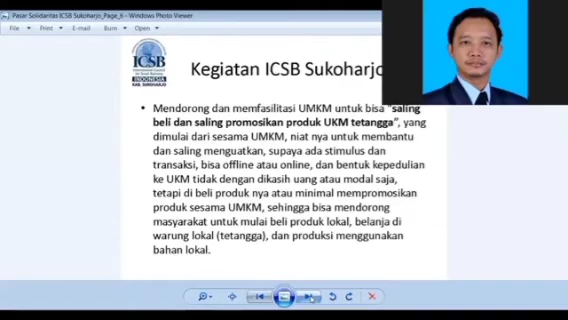 Pasar Solidaritas ICSB Sukoharjo_Page_6 - Windows Photo Viewer
File Print E-mail Burn Open
ICSB
INDONESIA
KAB. SUKOHARJO
Kegiatan ICSB Sukoharjo
• Mendorong dan memfasilitasi UMKM untuk bisa "saling
beli dan saling promosikan produk UKM tetangga", yang
dimulai dari sesama UMKM, niat nya untuk membantu
dan saling menguatkan, supaya ada stimulus dan
transaksi, bisa offline atau online, dan bentuk kepedulian
ke UKM tidak dengan dikasih uang atau modal saja,
tetapi di beli produk nya atau minimal mempromosikan
produk sesama UMKM, sehingga bisa mendorong
masyarakat untuk mulai beli produk lokal, belanja di
warung lokal (tetangga), dan produksi menggunakan
bahan lokal.